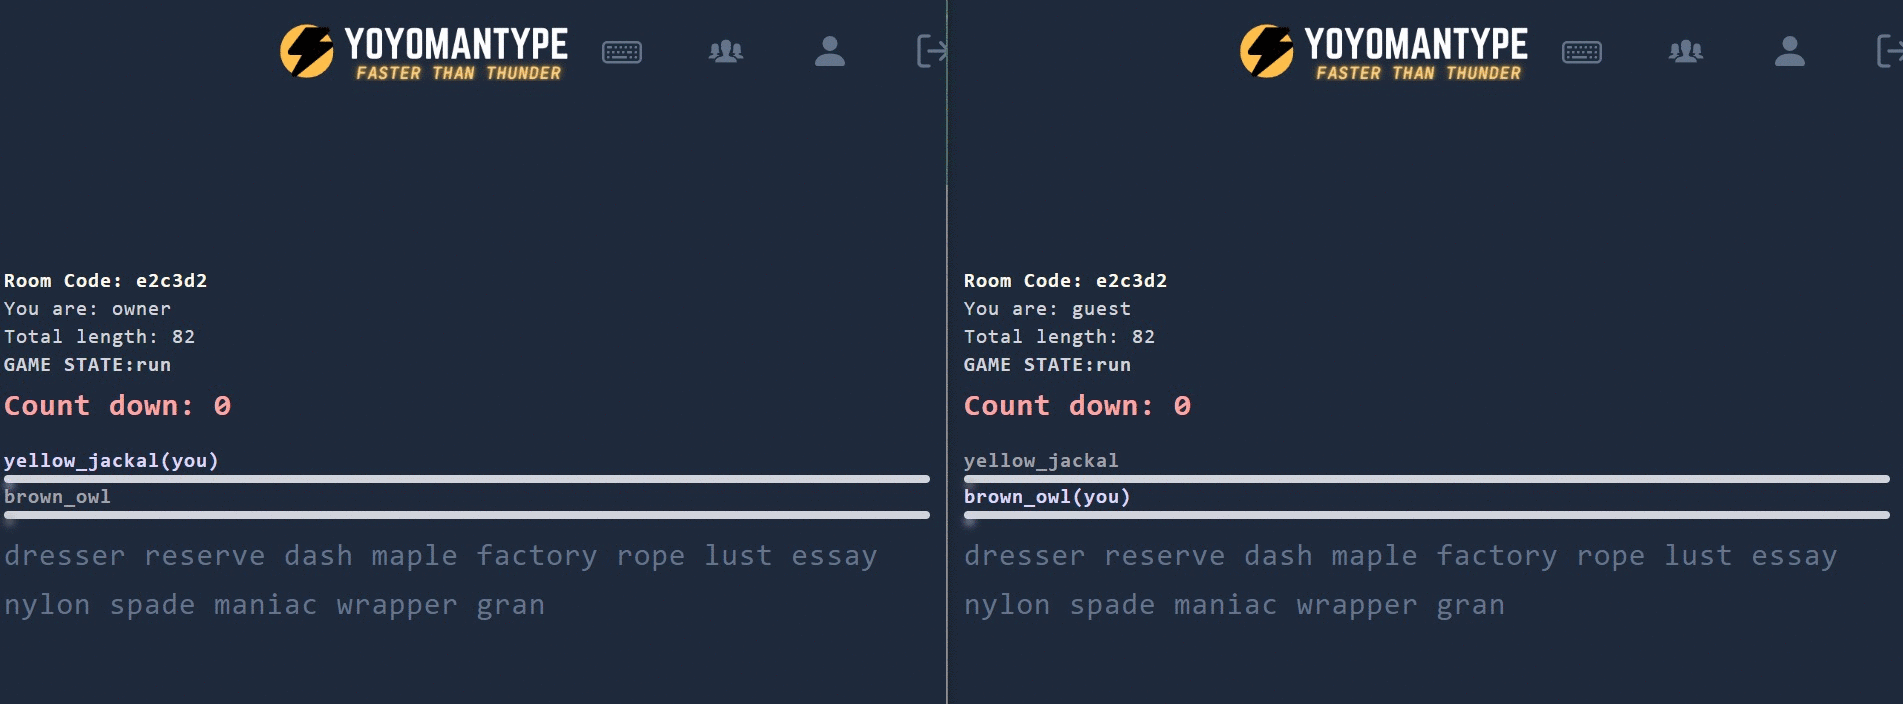 YOYOMANTYPE
FASTER THAN THUNDER
Room Code: e2c3d2
You are: owner
Total length: 82
GAME STATE:run
Count down: 0
yellow_jackal(you)
brown_owl
dresser reserve dash maple factory rope lust essay
nylon spade maniac wrapper gran
YOYOMANTYPE
FASTER THAN THUNDER
Room Code: e2c3d2
You are: guest
Total length: 82
GAME STATE:run
Count down: 0
yellow_jackal
brown_owl(you)
dresser reserve dash maple factory rope lust essay
nylon spade maniac wrapper gran